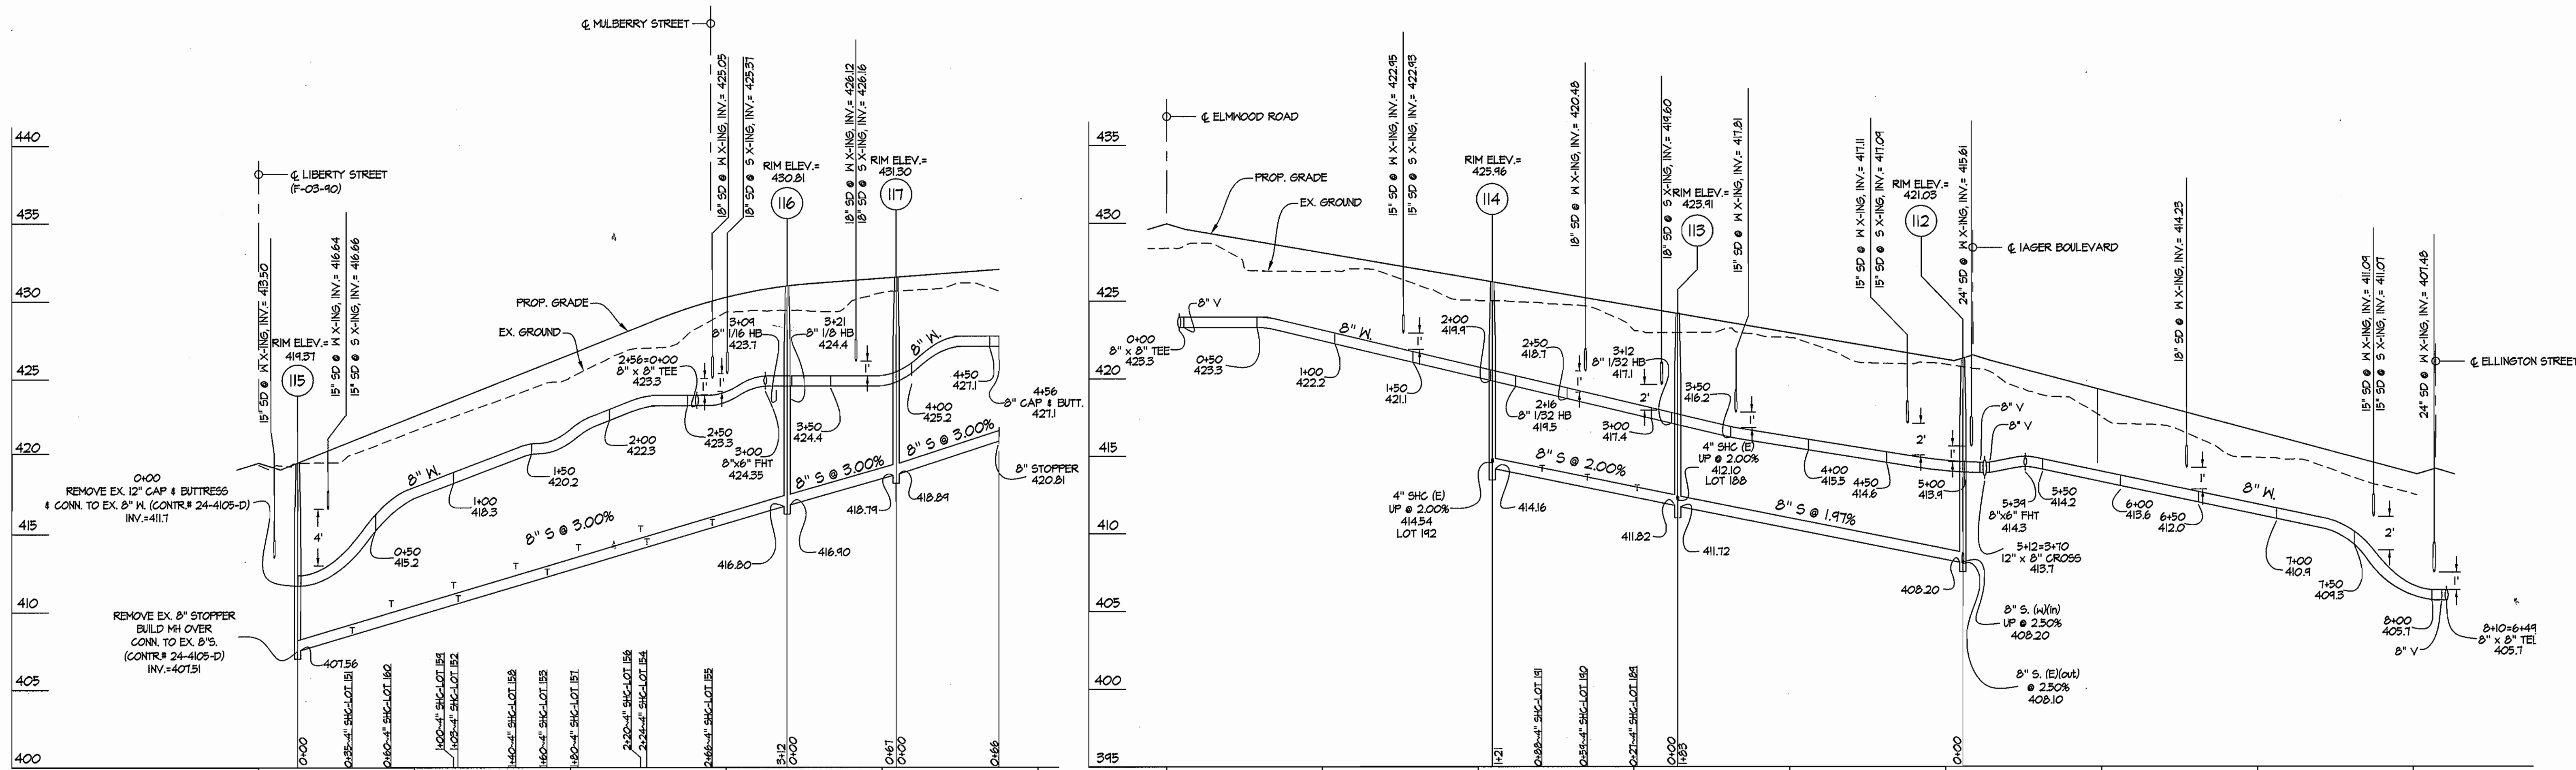 ℄ MULBERRY STREET
℄ LIBERTY STREET
(F-03-90)
440
435
430
425
420
415
410
405
400
15" SD @ M X-ING, INV.= 413.50
RIM ELEV.=
419.37
115
15" SD @ M X-ING, INV.= 416.64
15" SD @ S X-ING, INV.= 416.66
18" SD @ M X-ING, INV.= 425.05
18" SD @ S X-ING, INV.= 425.37
RIM ELEV.=
430.81
116
18" SD @ M X-ING, INV.= 426.12
18" SD @ S X-ING, INV.= 426.16
RIM ELEV.=
431.30
117
PROP. GRADE
EX. GROUND
0+00
REMOVE EX. 12" CAP & BUTTRESS
& CONN. TO EX. 8" W. (CONTR.# 24-4105-D)
INV.=411.7
4'
8" W.
0+50
415.2
1+00
418.3
1+50
420.2
2+00
422.3
2+56=0+00
8" x 8" TEE
423.3
2+50
423.3
1'
1'
3+09
8" 1/16 HB
423.7
3+00
8"x6" FHT
424.35
3+21
8" 1/8 HB
424.4
3+50
424.4
1'
8" W.
4+00
425.2
4+50
427.1
4+56
8" CAP & BUTT.
427.1
REMOVE EX. 8" STOPPER
BUILD MH OVER
CONN. TO EX. 8"S.
(CONTR.# 24-4105-D)
INV.=407.51
407.56
8" S @ 3.00%
T
T
T
T
T
T
T
T
T
T
416.80
416.90
8" S @ 3.00%
418.79
418.89
8" S @ 3.00%
8" STOPPER
420.81
0+00
0+35~4" SHC-LOT 151
0+60~4" SHC-LOT 160
1+00~4" SHC-LOT 159
1+03~4" SHC-LOT 152
1+40~4" SHC-LOT 158
1+60~4" SHC-LOT 153
1+80~4" SHC-LOT 157
2+20~4" SHC-LOT 156
2+24~4" SHC-LOT 154
2+66~4" SHC-LOT 155
3+12
0+00
0+67
0+00
0+66
435
430
425
420
415
410
405
400
395
℄ ELMWOOD ROAD
PROP. GRADE
EX. GROUND
15" SD @ M X-ING, INV.= 422.95
15" SD @ S X-ING, INV.= 422.93
RIM ELEV.=
425.96
114
18" SD @ M X-ING, INV.= 420.48
18" SD @ S X-ING, INV.= 419.60
RIM ELEV.=
423.91
113
15" SD @ M X-ING, INV.= 417.81
15" SD @ M X-ING, INV.= 417.11
15" SD @ S X-ING, INV.= 417.09
RIM ELEV.=
421.03
112
24" SD @ M X-ING, INV.= 415.61
℄ IAGER BOULEVARD
18" SD @ M X-ING, INV.= 414.23
15" SD @ M X-ING, INV.= 411.09
15" SD @ S X-ING, INV.= 411.07
24" SD @ M X-ING, INV.= 407.48
℄ ELLINGTON STREET
8" V
0+00
8" x 8" TEE
423.3
0+50
423.3
8" W.
1+00
422.2
1'
1+50
421.1
2+00
419.9
2+16
8" 1/32 HB
419.5
2+50
418.7
1'
3+00
417.4
2'
3+12
8" 1/32 HB
417.1
3+50
416.2
1'
4+00
415.5
4+50
414.6
2'
5+00
413.9
1'
8" V
8" V
5+12=3+70
12" x 8" CROSS
413.7
5+39
8"x6" FHT
414.3
5+50
414.2
6+00
413.6
6+50
412.0
1'
8" W.
7+00
410.9
7+50
409.3
2'
8+00
405.7
8" V
1'
8+10=6+49
8" x 8" TEE
405.7
4" SHC (E)
UP @ 2.00%
414.54
LOT 192
414.16
8" S @ 2.00%
T
T
T
4" SHC (E)
UP @ 2.00%
412.10
LOT 188
411.82
411.72
8" S @ 1.97%
408.20
8" S. (W)(in)
UP @ 2.50%
408.20
8" S. (E)(out)
@ 2.50%
408.10
1+21
0+88~4" SHC-LOT 191
0+59~4" SHC-LOT 190
0+27~4" SHC-LOT 189
0+00
1+83
0+00